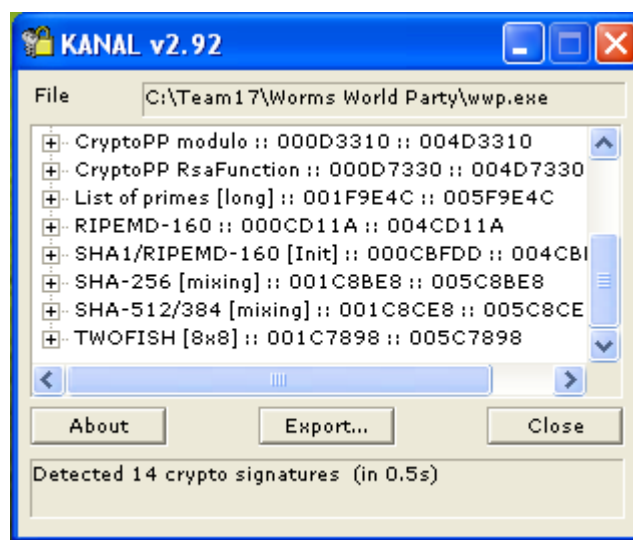 KANAL v2.92
File C:\Team17\Worms World Party\wwp.exe
CryptoPP modulo :: 000D3310 :: 004D3310
CryptoPP RsaFunction :: 000D7330 :: 004D7330
List of primes [long] :: 001F9E4C :: 005F9E4C
RIPEMD-160 :: 000CD11A :: 004CD11A
SHA1/RIPEMD-160 [Init] :: 000CBFDD :: 004CBI
SHA-256 [mixing] :: 001C8BE8 :: 005C8BE8
SHA-512/384 [mixing] :: 001C8CE8 :: 005C8CE
TWOFISH [8x8] :: 001C7898 :: 005C7898
About Export... Close
Detected 14 crypto signatures (in 0.5s)